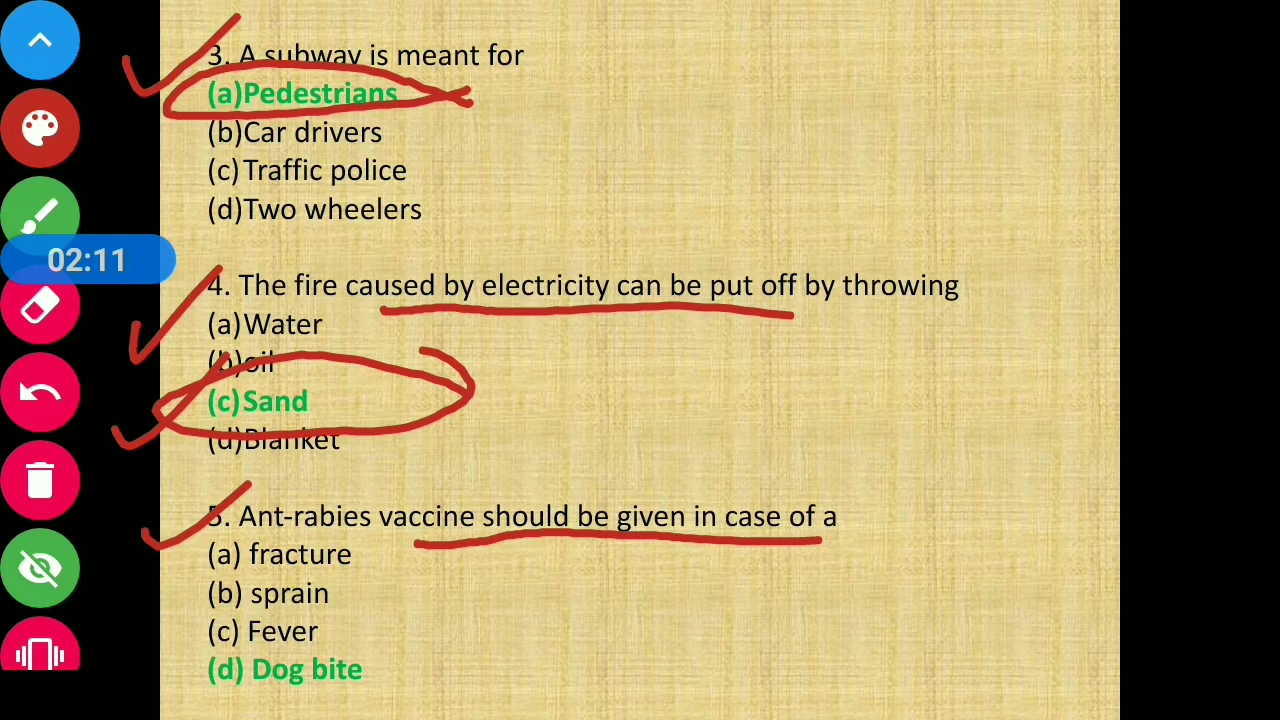 3. A subway is meant for
(a)Pedestrians
(b)Car drivers
(c)Traffic police
(d)Two wheelers
02:11
4. The fire caused by electricity can be put off by throwing
(a)Water
(b)oil
(c)Sand
(d)Blanket
5. Ant-rabies vaccine should be given in case of a
(a) fracture
(b) sprain
(c) Fever
(d) Dog bite